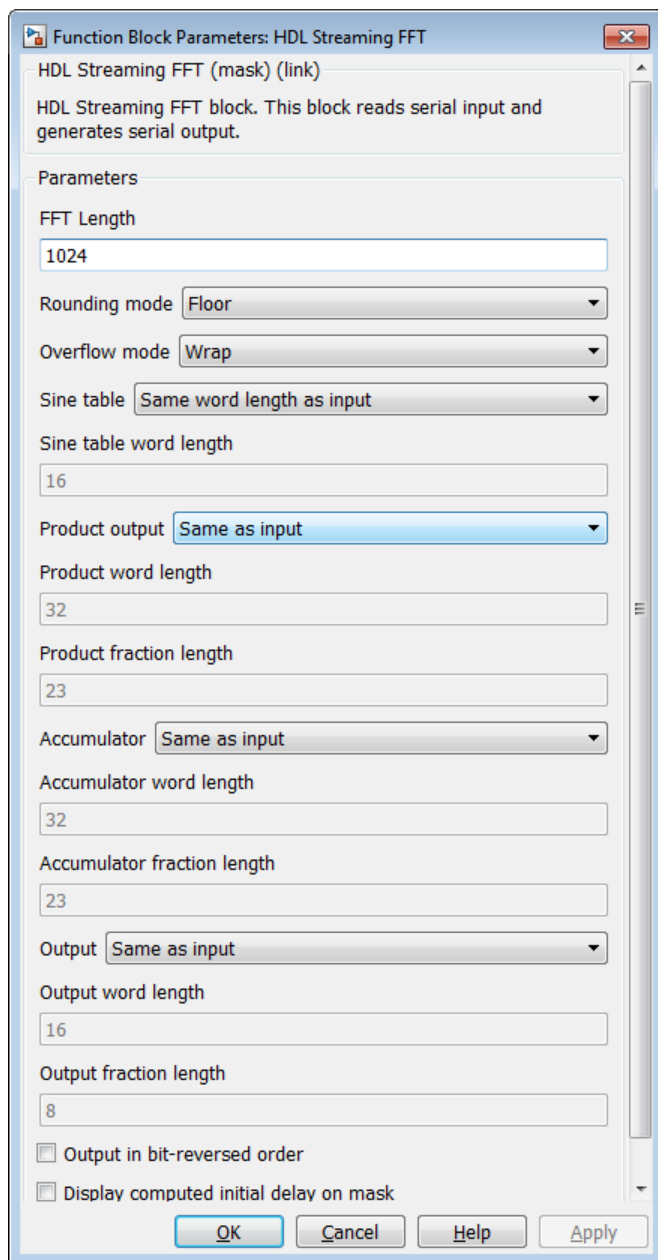 Function Block Parameters: HDL Streaming FFT
HDL Streaming FFT (mask) (link)
HDL Streaming FFT block. This block reads serial input and
generates serial output.
Parameters
FFT Length
1024
Rounding mode Floor
Overflow mode Wrap
Sine table Same word length as input
Sine table word length
16
Product output Same as input
Product word length
32
Product fraction length
23
Accumulator Same as input
Accumulator word length
32
Accumulator fraction length
23
Output Same as input
Output word length
16
Output fraction length
8
Output in bit-reversed order
Display computed initial delay on mask
OK Cancel Help Apply